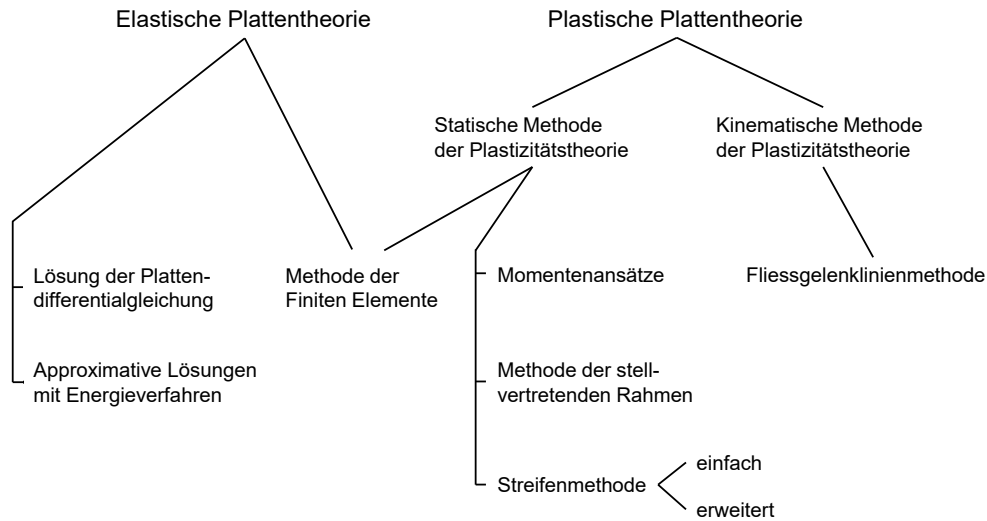 Elastische Plattentheorie
Plastische Plattentheorie
Statische Methode
der Plastizitätstheorie
Kinematische Methode
der Plastizitätstheorie
Lösung der Platten-
differentialgleichung
Methode der
Finiten Elemente
Momentenansätze
Fliessgelenklinienmethode
Approximative Lösungen
mit Energieverfahren
Methode der stell-
vertretenden Rahmen
Streifenmethode
einfach
erweitert